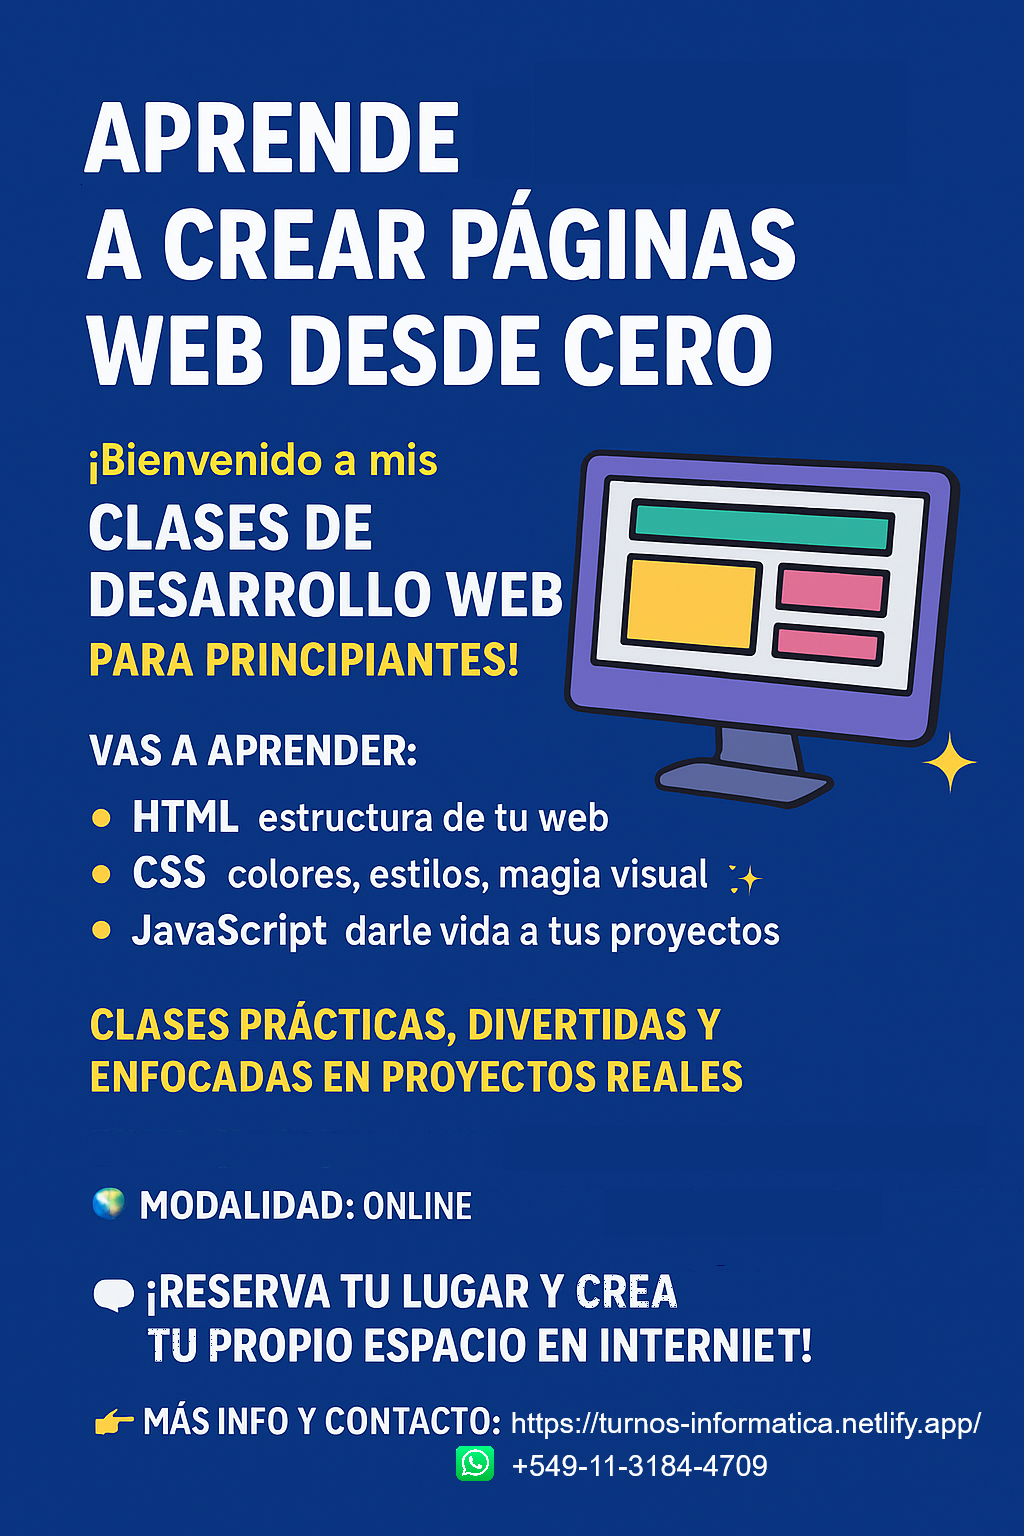 APRENDE
A CREAR PÁGINAS
WEB DESDE CERO
¡Bienvenido a mis
CLASES DE
DESARROLLO WEB
PARA PRINCIPIANTES!
VAS A APRENDER:
HTML estructura de tu web
CSS colores, estilos, magia visual
JavaScript darle vida a tus proyectos
CLASES PRÁCTICAS, DIVERTIDAS Y
ENFOCADAS EN PROYECTOS REALES
MODALIDAD: ONLINE
¡RESERVA TU LUGAR Y CREA
TU PROPIO ESPACIO EN INTERNIET!
MÁS INFO Y CONTACTO: https://turnos-informatica.netlify.app/
+549-11-3184-4709